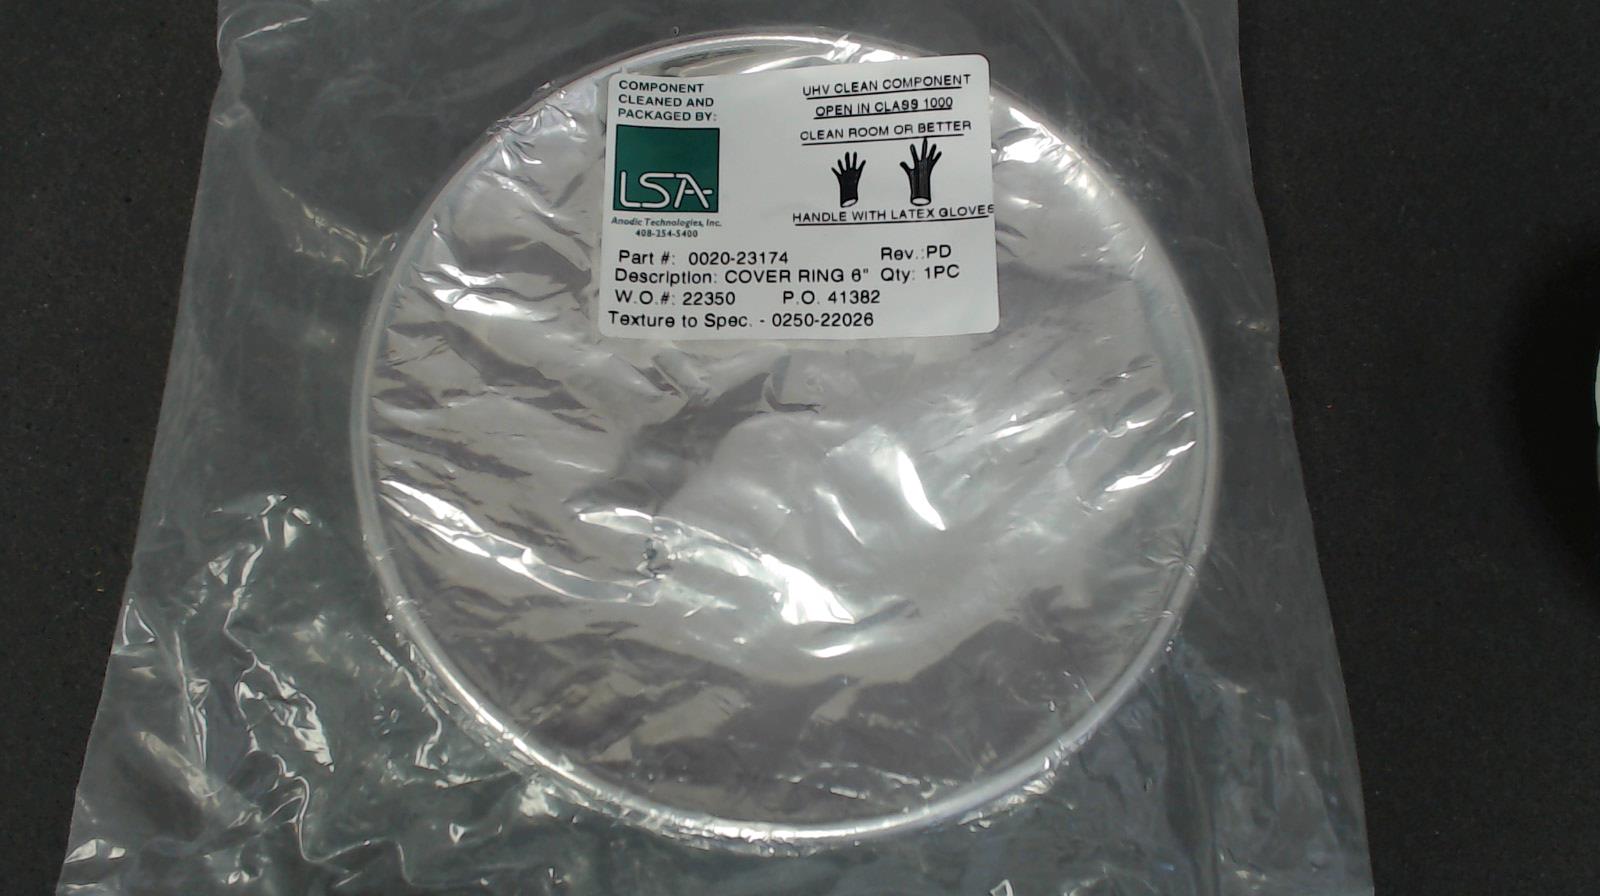 COMPONENT
CLEANED AND
PACKAGED BY:
LSA
Anodic Technologies, Inc.
408-254-5400
UHV CLEAN COMPONENT
OPEN IN CLASS 1000
CLEAN ROOM OR BETTER
HANDLE WITH LATEX GLOVES
Part #: 0020-23174 Rev.:PD
Description: COVER RING 6" Qty: 1PC
W.O.#: 22350 P.O. 41382
Texture to Spec. - 0250-22026